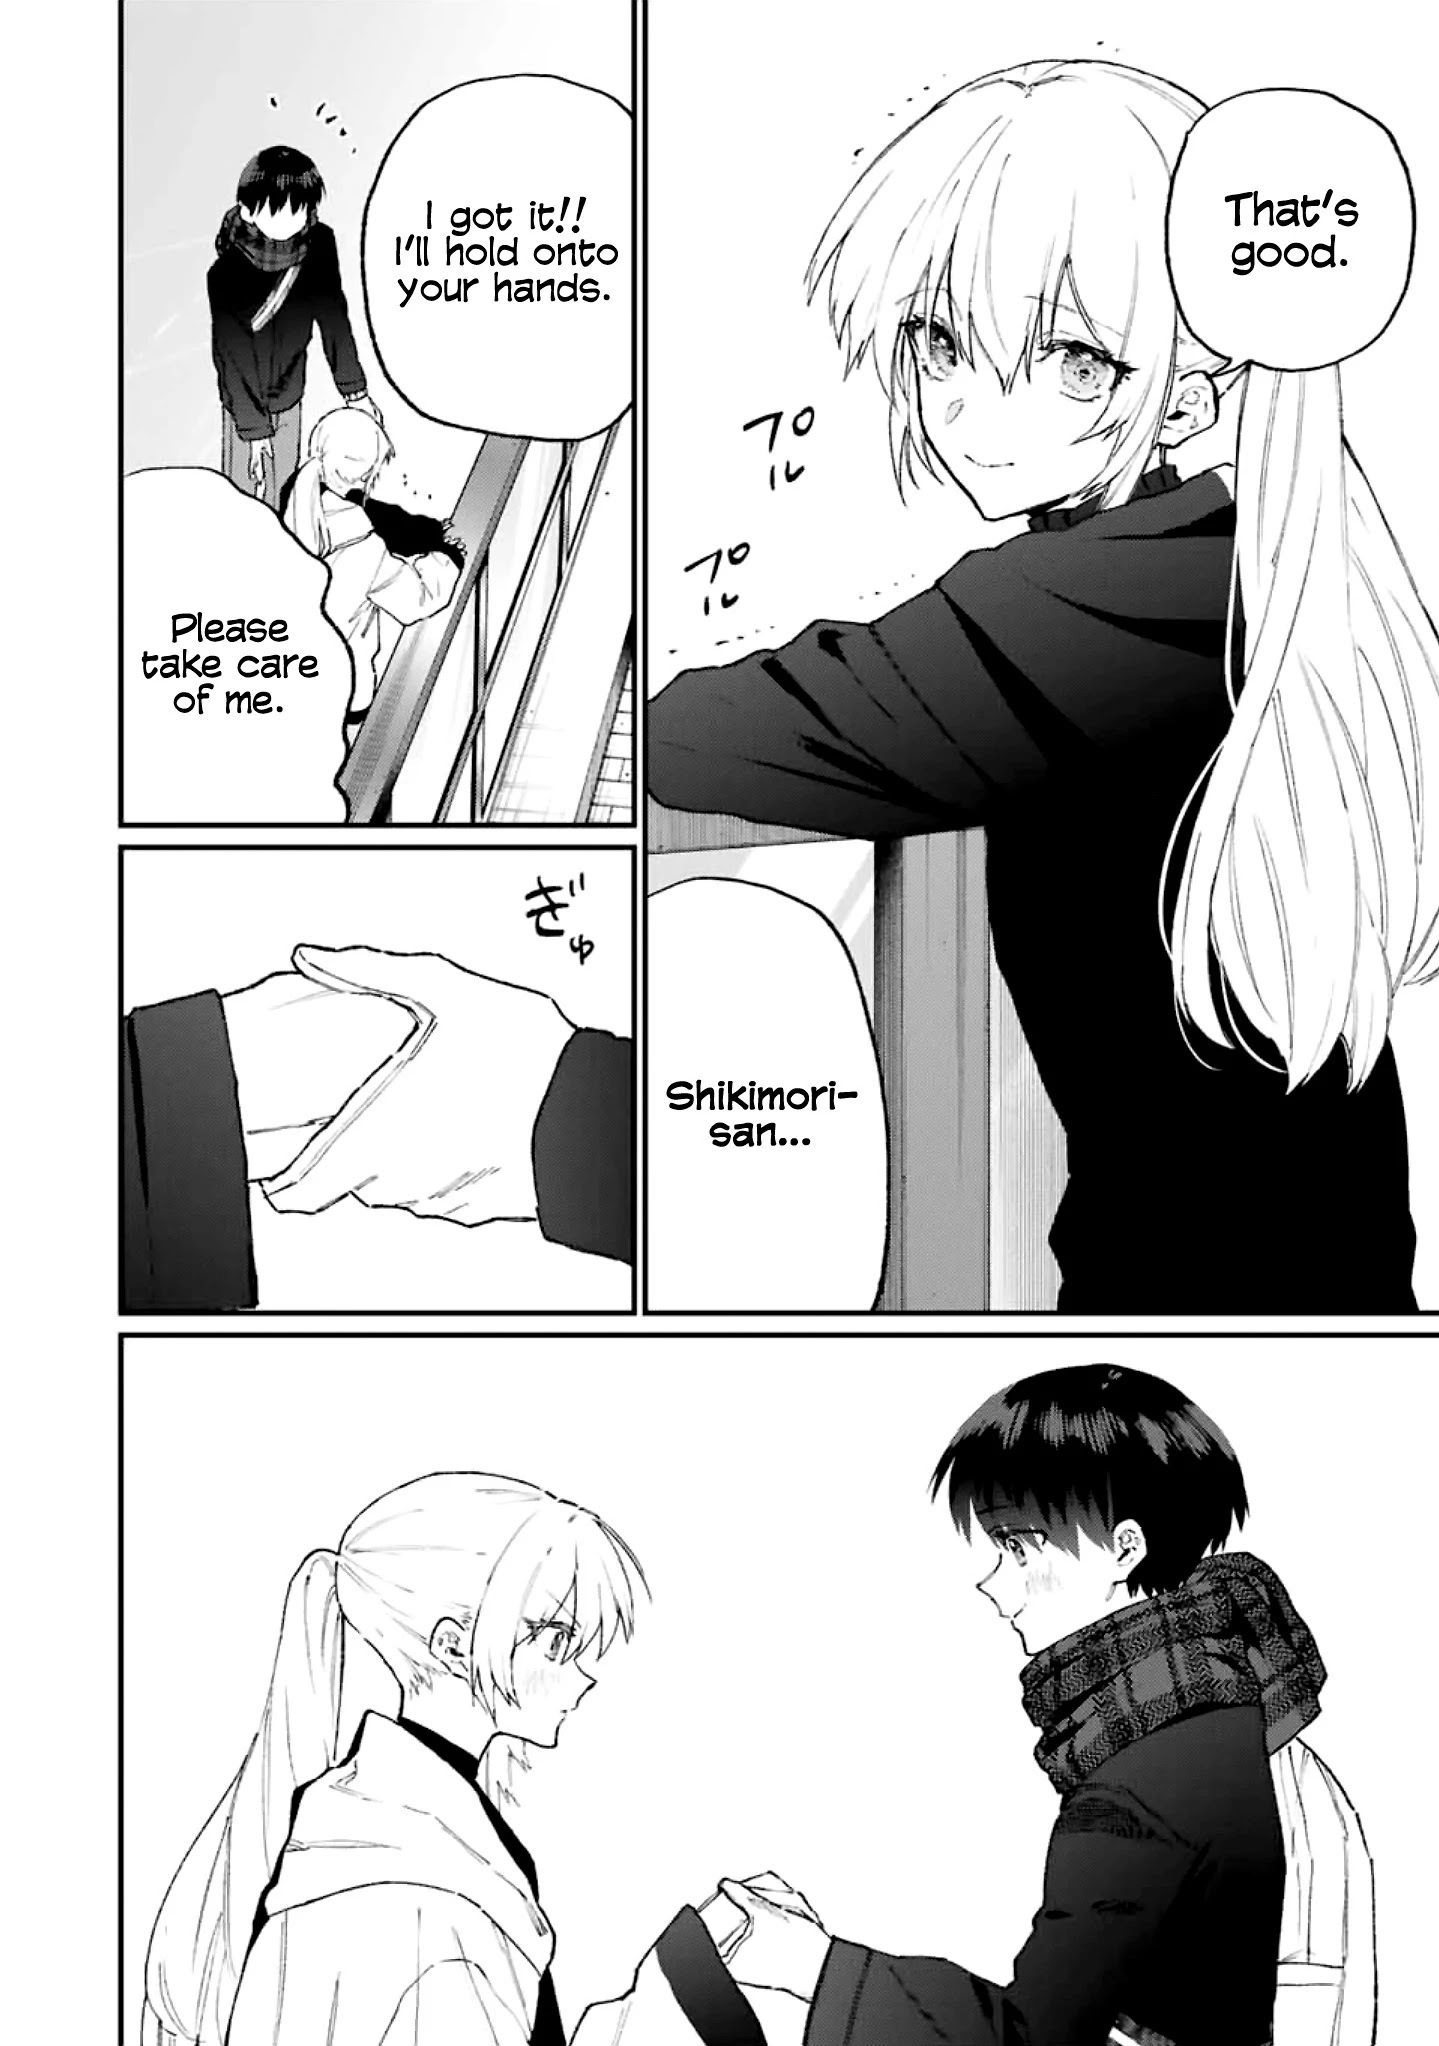 That's
good.
プル
プル
Shikimori-
san...
I got it!!
I'll hold onto
your hands.
Please
take care
of me.
ぎゅ